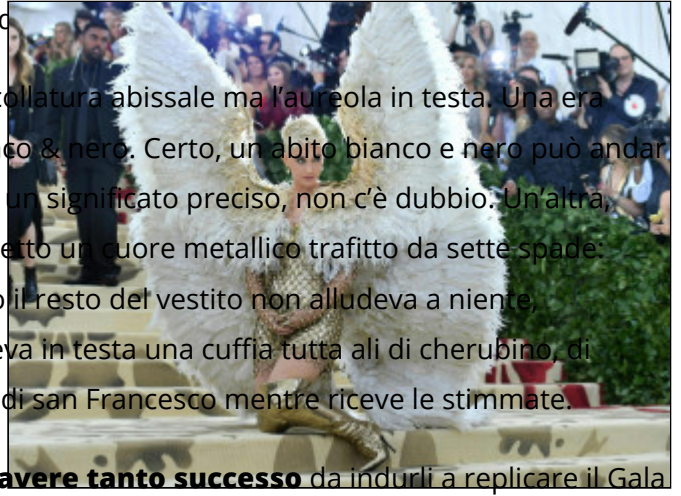 collatura abissale ma l’aureola in testa. Una era
& nero. Certo, un abito bianco e nero può andar
un significato preciso, non c’è dubbio. Un’altra,
un cuore metallico trafitto da sette spade:
il resto del vestito non alludeva a niente,
in testa una cuffia tutta ali di cherubino, di
di san Francesco mentre riceve le stimmate.
avere tanto successo da indurli a replicare il Gala